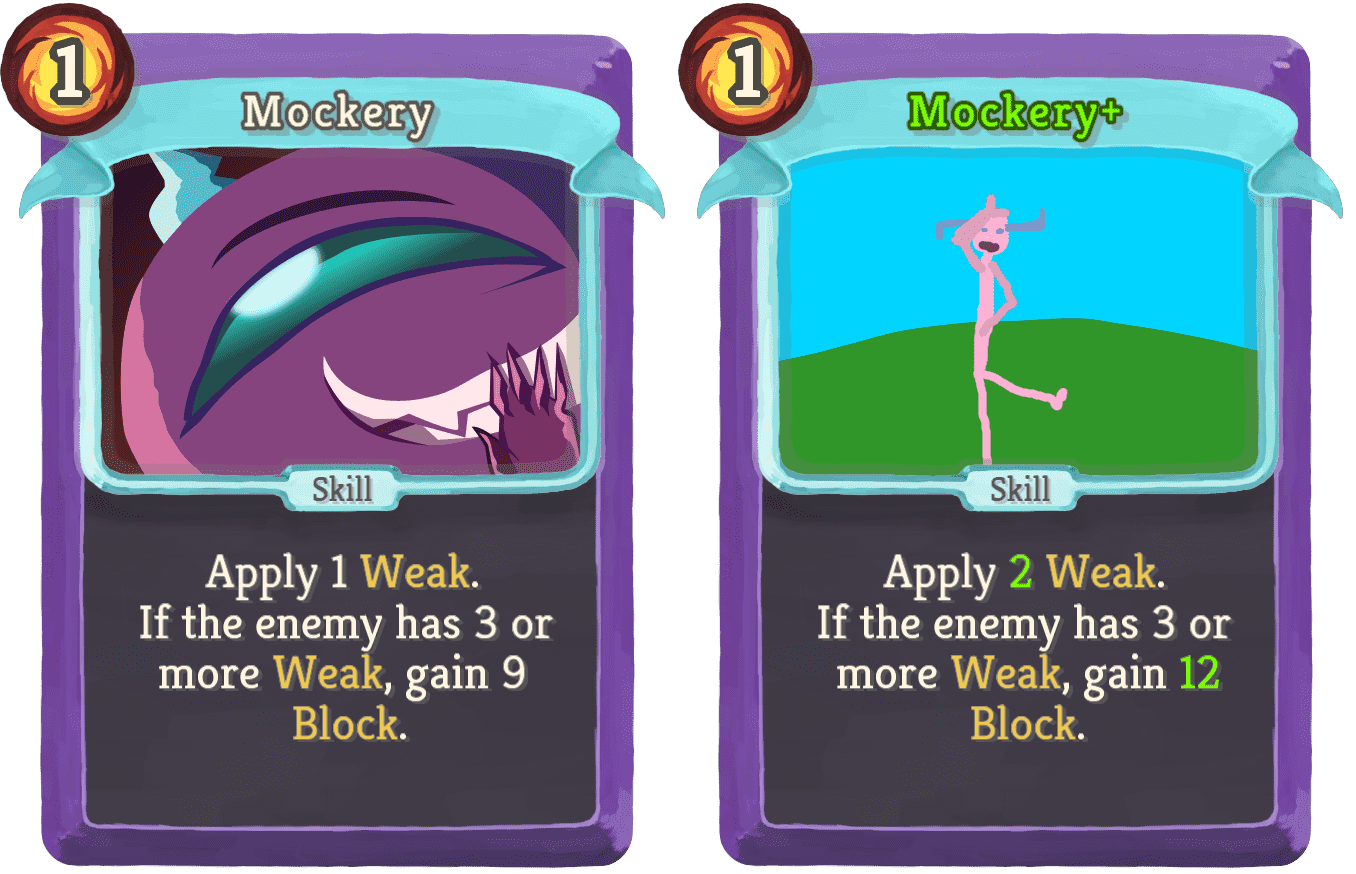 1
Mockery
Skill
Apply 1 Weak.
If the enemy has 3 or
more Weak, gain 9
Block.
1
Mockery+
Skill
Apply 2 Weak.
If the enemy has 3 or
more Weak, gain 12
Block.